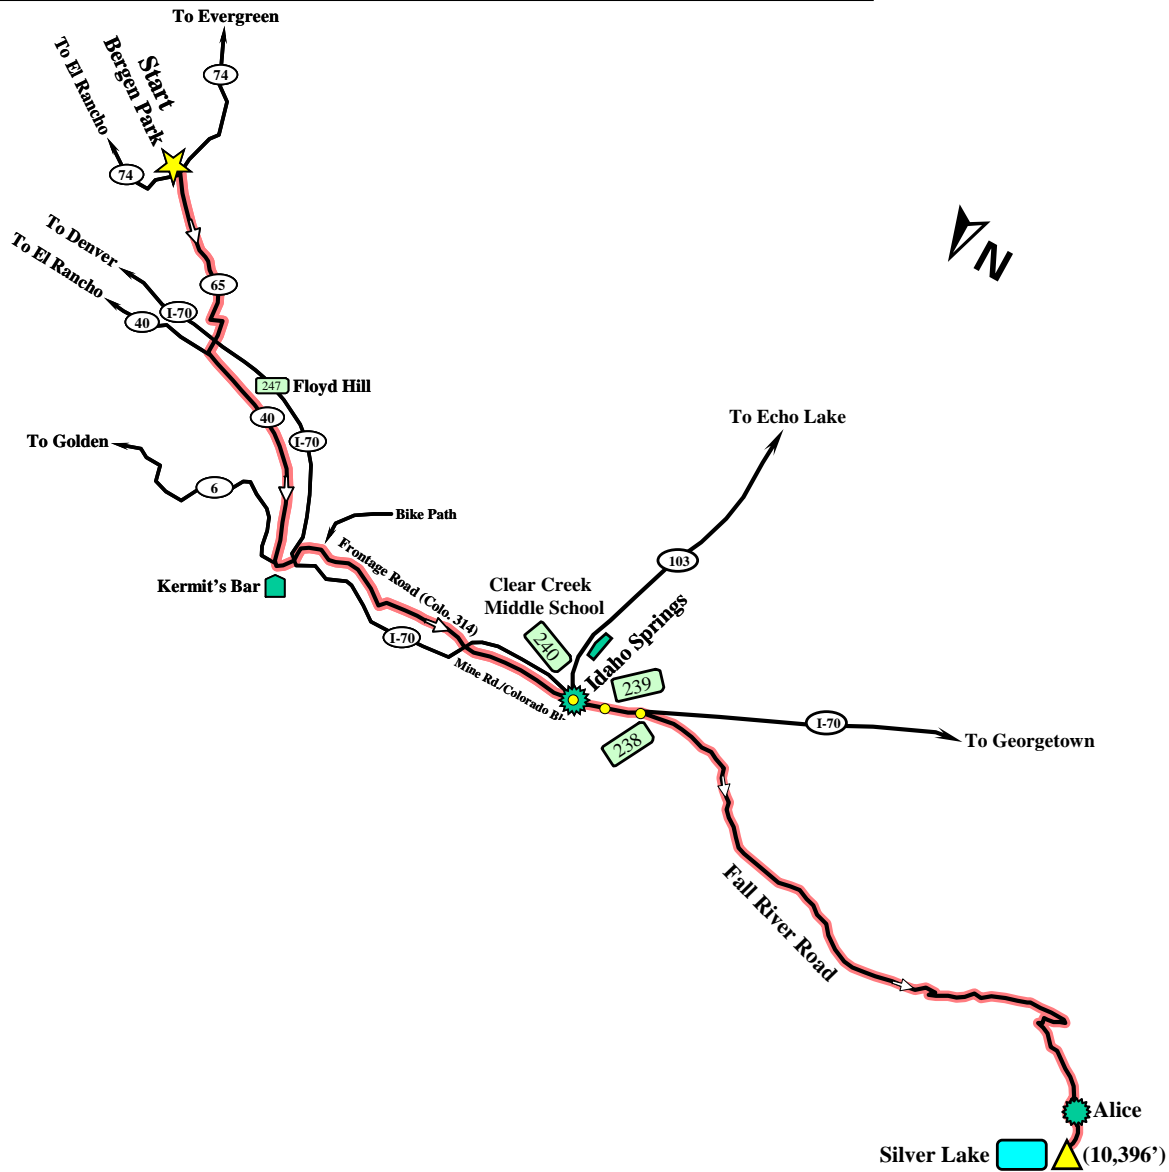 To Evergreen
74
To El Rancho
Start
Bergen Park
74
To Denver
To El Rancho
65
I-70
40
247 Floyd Hill
40
I-70
To Golden
6
Bike Path
Frontage Road (Colo. 314)
Kermit's Bar
I-70
Mine Rd./Colorado Bl
To Echo Lake
103
Clear Creek
Middle School
240
Idaho Springs
239
238
I-70
To Georgetown
Fall River Road
N
Alice
Silver Lake (10,396')